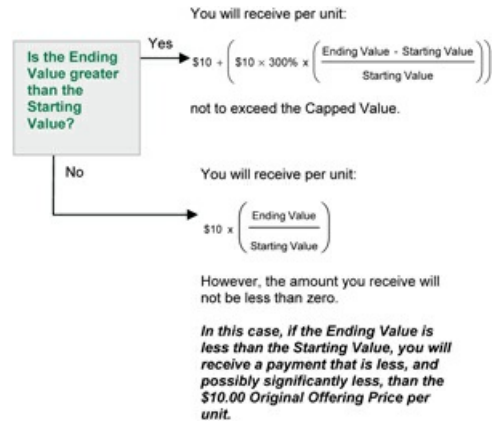 You will receive per unit:
Is the Ending
Value greater
than the
Starting
Value?
Yes
$10 + ( $10 × 300% x ( Ending Value - Starting Value
Starting Value ) )
not to exceed the Capped Value.
No
You will receive per unit:
$10 x ( Ending Value
Starting Value )
However, the amount you receive will
not be less than zero.
In this case, if the Ending Value is
less than the Starting Value, you will
receive a payment that is less, and
possibly significantly less, than the
$10.00 Original Offering Price per
unit.